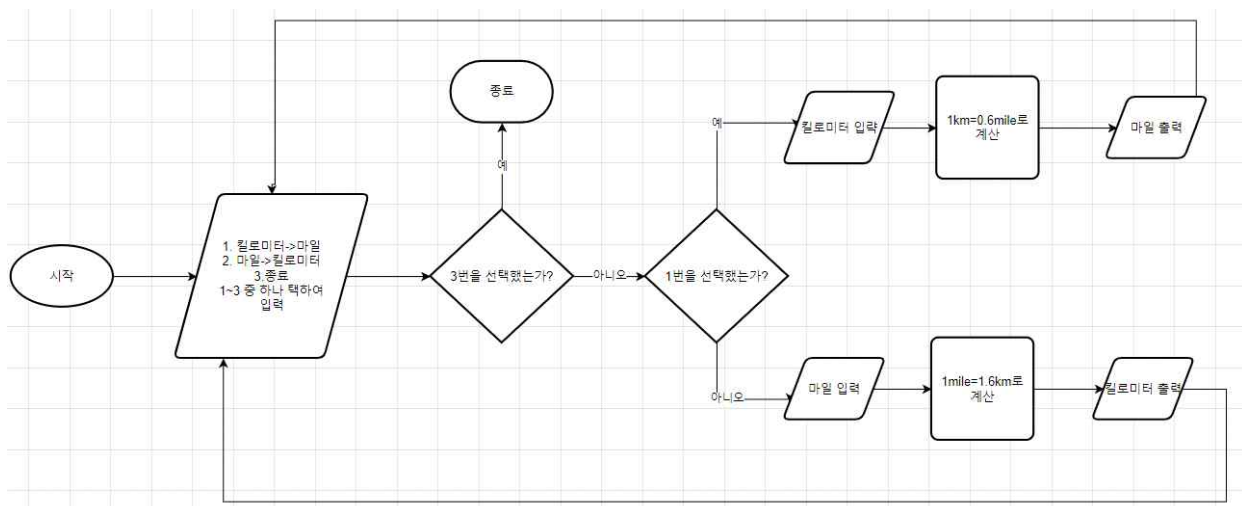 시작
1. 킬로미터->마일
2. 마일->킬로미터
3.종료
1~3 중 하나 택하여
입력
3번을 선택했는가?
예
종료
아니오
1번을 선택했는가?
예
킬로미터 입략
1km=0.6mile로
계산
마일 출력
아니오
마일 입력
1mile=1.6km로
계산
킬로미터 출력